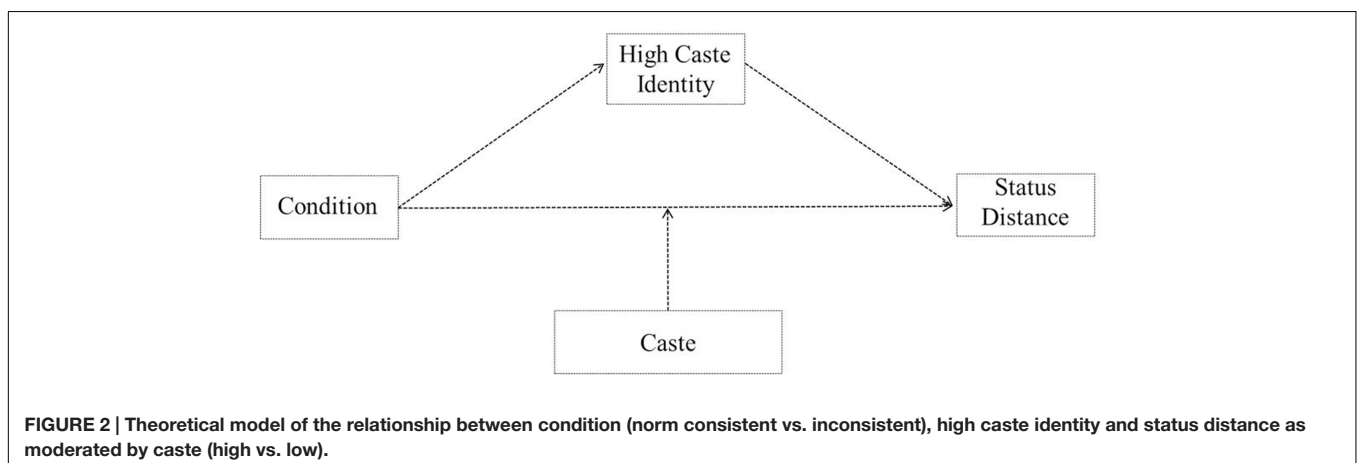 High Caste
Identity
Condition
Status
Distance
Caste
FIGURE 2 | Theoretical model of the relationship between condition (norm consistent vs. inconsistent), high caste identity and status distance as
moderated by caste (high vs. low).